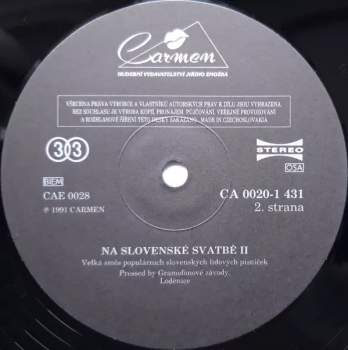 Carmen
HUDEBNÍ VYDAVATELSTVÍ JIŘÍHO ZMOŽKA
VŠECHNA PRÁVA VÝROBCE A VLASTNÍKŮ AUTORSKÝCH PRÁV K DÍLU JSOU VYHRAZENA
BEZ SOUHLASU JE VÝROBA KOPIÍ, PRONÁJEM, PŮJČOVÁNÍ, VEŘEJNÉ PROVOZOVÁNÍ
A ROZHLASOVÉ ŠÍŘENÍ TÉTO DESKY ZAKÁZÁNO. MADE IN CZECHOSLOVAKIA
33
STEREO
OSA
BIEM
CAE 0028
CA 0020-1 431
℗ 1991 CARMEN
2. strana
NA SLOVENSKÉ SVATBĚ II
Velká směs populárních slovenských lidových písniček
Pressed by Gramofonové závody,
Loděnice